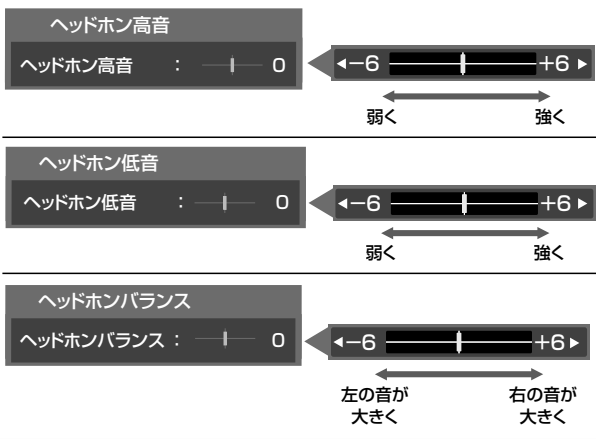 ヘッドホン高音
ヘッドホン高音 : 0 ◂−6 +6 ▸
弱く 強く
ヘッドホン低音
ヘッドホン低音 : 0 ◂−6 +6 ▸
弱く 強く
ヘッドホンバランス
ヘッドホンバランス : 0 ◂−6 +6 ▸
左の音が 右の音が
大きく 大きく